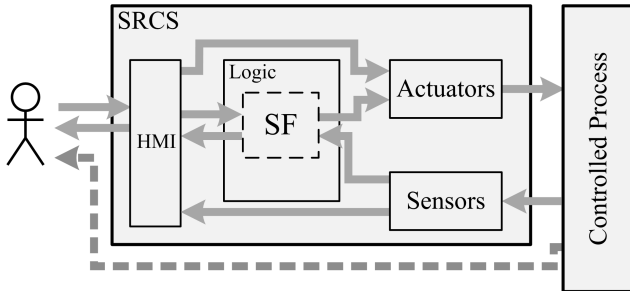 SRCS
Logic
Actuators
HMI
SF
Sensors
Controlled Process